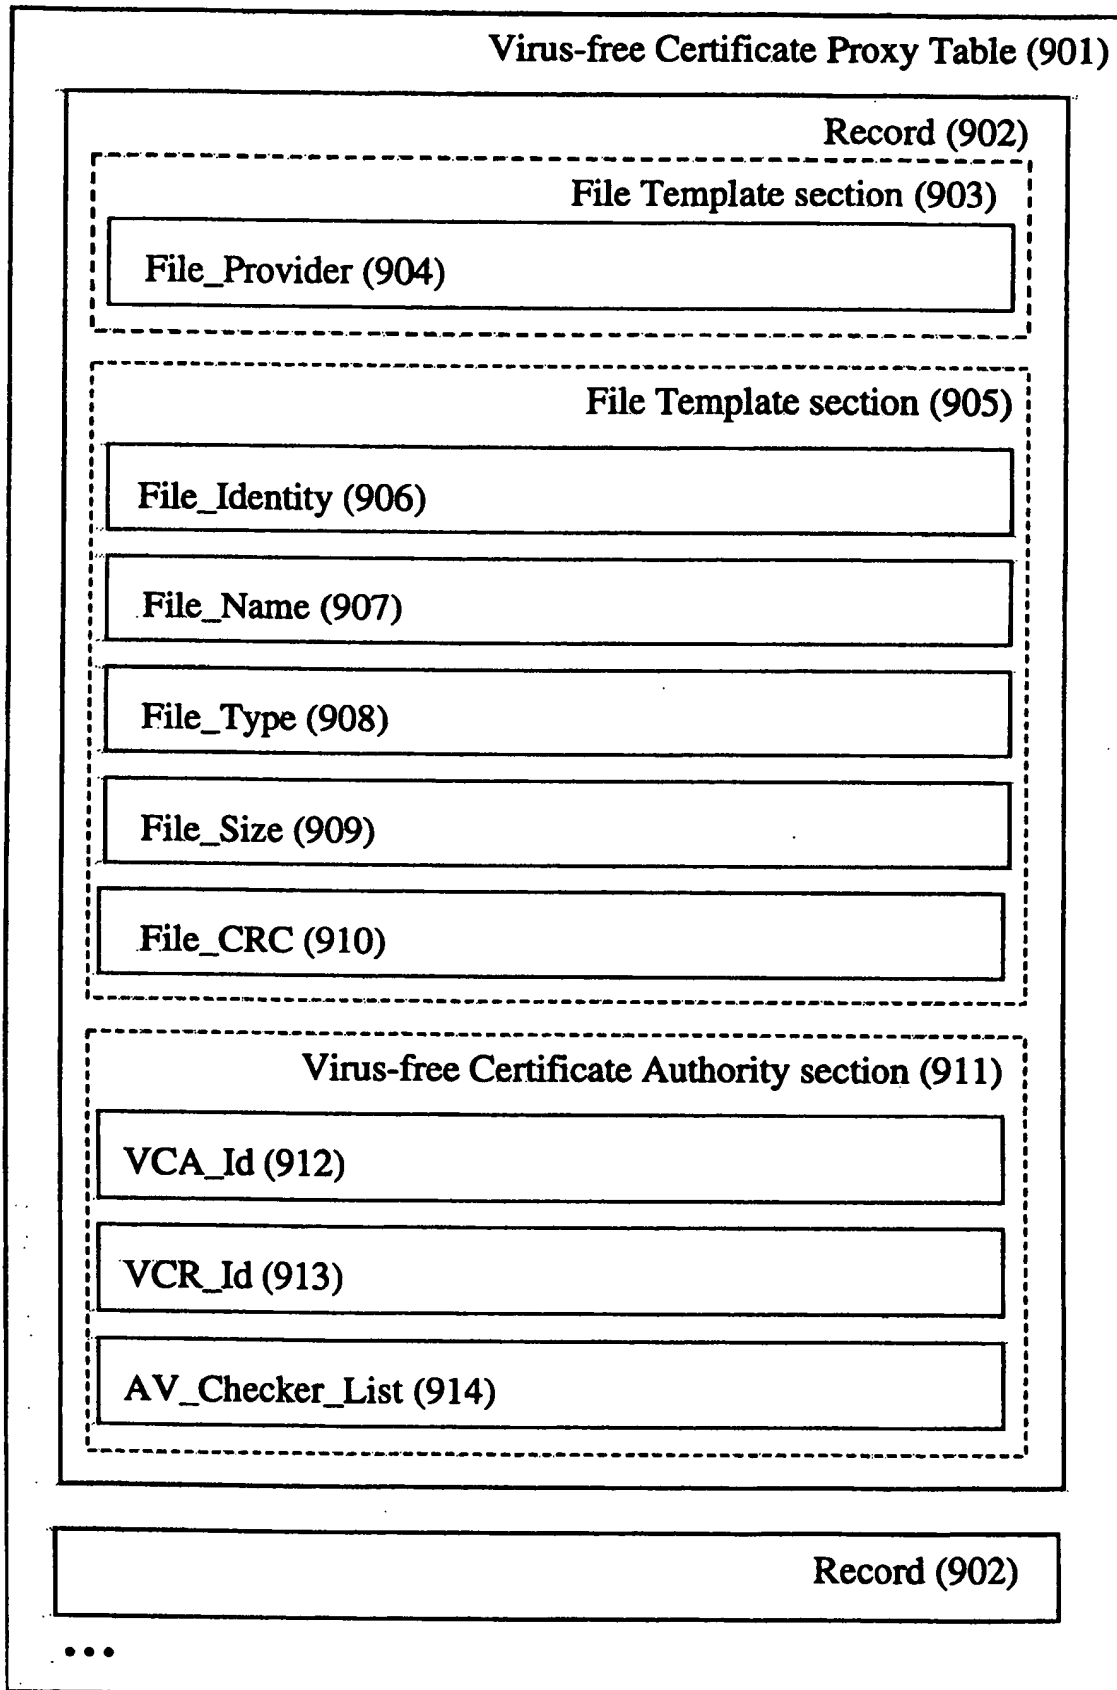 Virus-free Certificate Proxy Table (901)
Record (902)
File Template section (903)
File_Provider (904)
File Template section (905)
File_Identity (906)
File_Name (907)
File_Type (908)
File_Size (909)
File_CRC (910)
Virus-free Certificate Authority section (911)
VCA_Id (912)
VCR_Id (913)
AV_Checker_List (914)
Record (902)
...